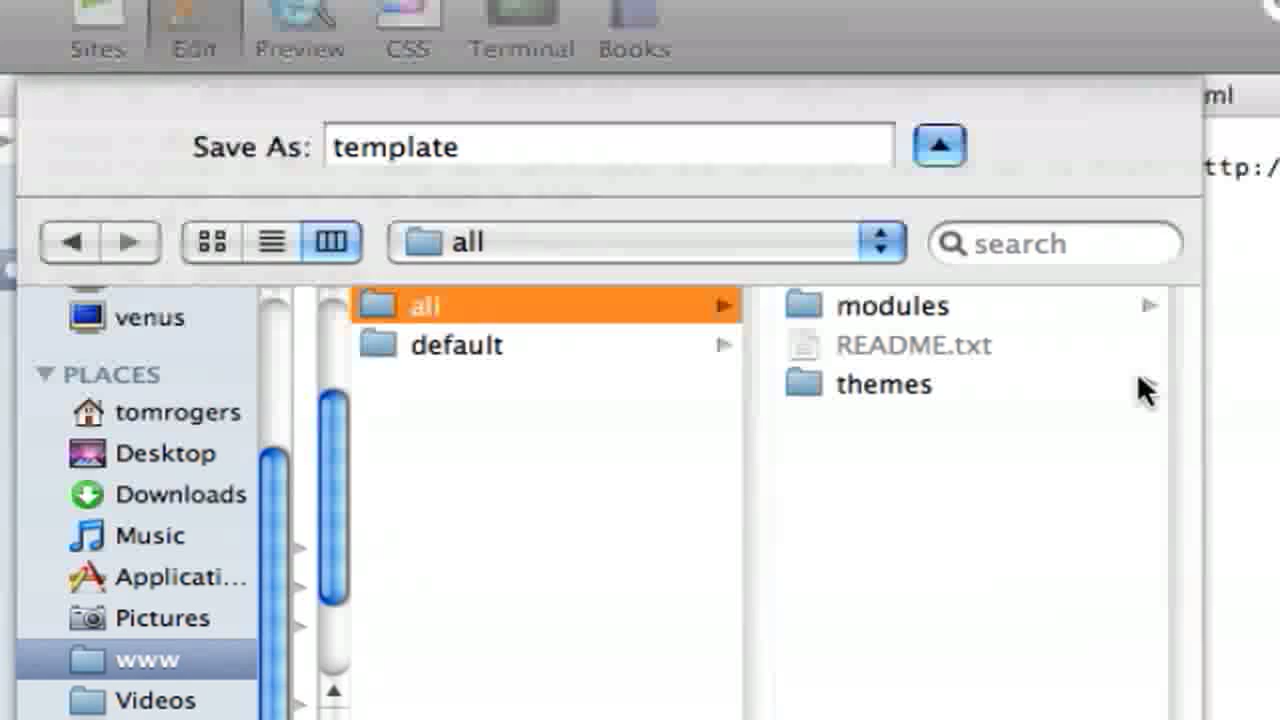 Sites Edit Preview CSS Terminal Books
ml
Save As: template
ttp:/
all search
all modules
venus
default README.txt
PLACES
themes
tomrogers
Desktop
Downloads
Music
Applicati...
Pictures
www
Videos